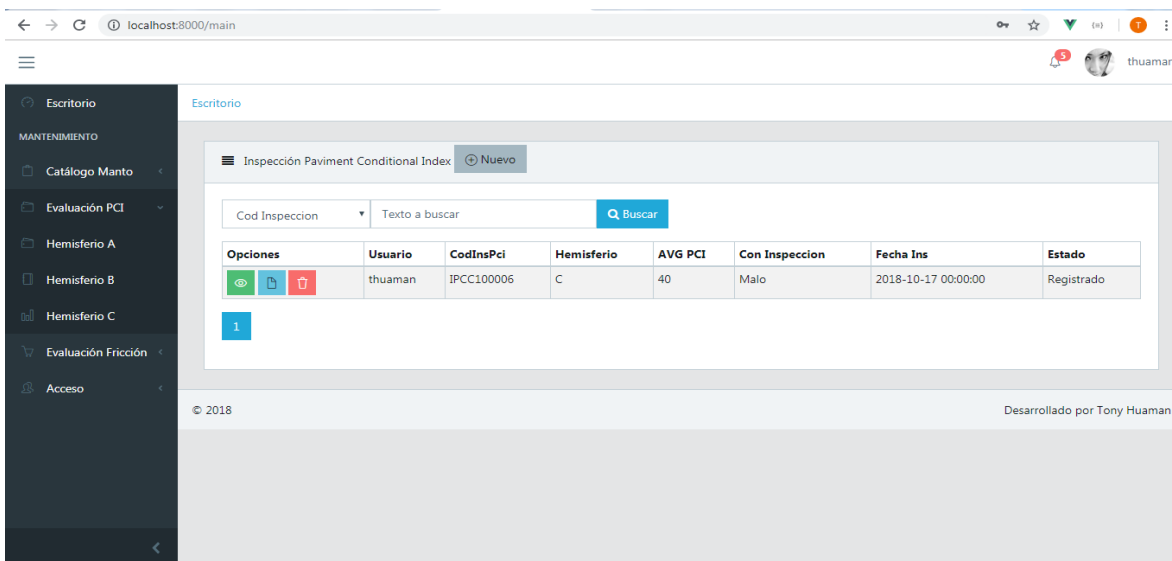 localhost:8000/main
T
5
thuaman
Escritorio
MANTENIMIENTO
Catálogo Manto
Evaluación PCI
Hemisferio A
Hemisferio B
Hemisferio C
Evaluación Fricción
Acceso
Escritorio
Inspección Paviment Conditional Index
Nuevo
Cod Inspeccion
Texto a buscar
Buscar
Opciones Usuario CodInsPci Hemisferio AVG PCI Con Inspeccion Fecha Ins Estado
thuaman IPCC100006 C 40 Malo 2018-10-17 00:00:00 Registrado
1
© 2018
Desarrollado por Tony Huaman